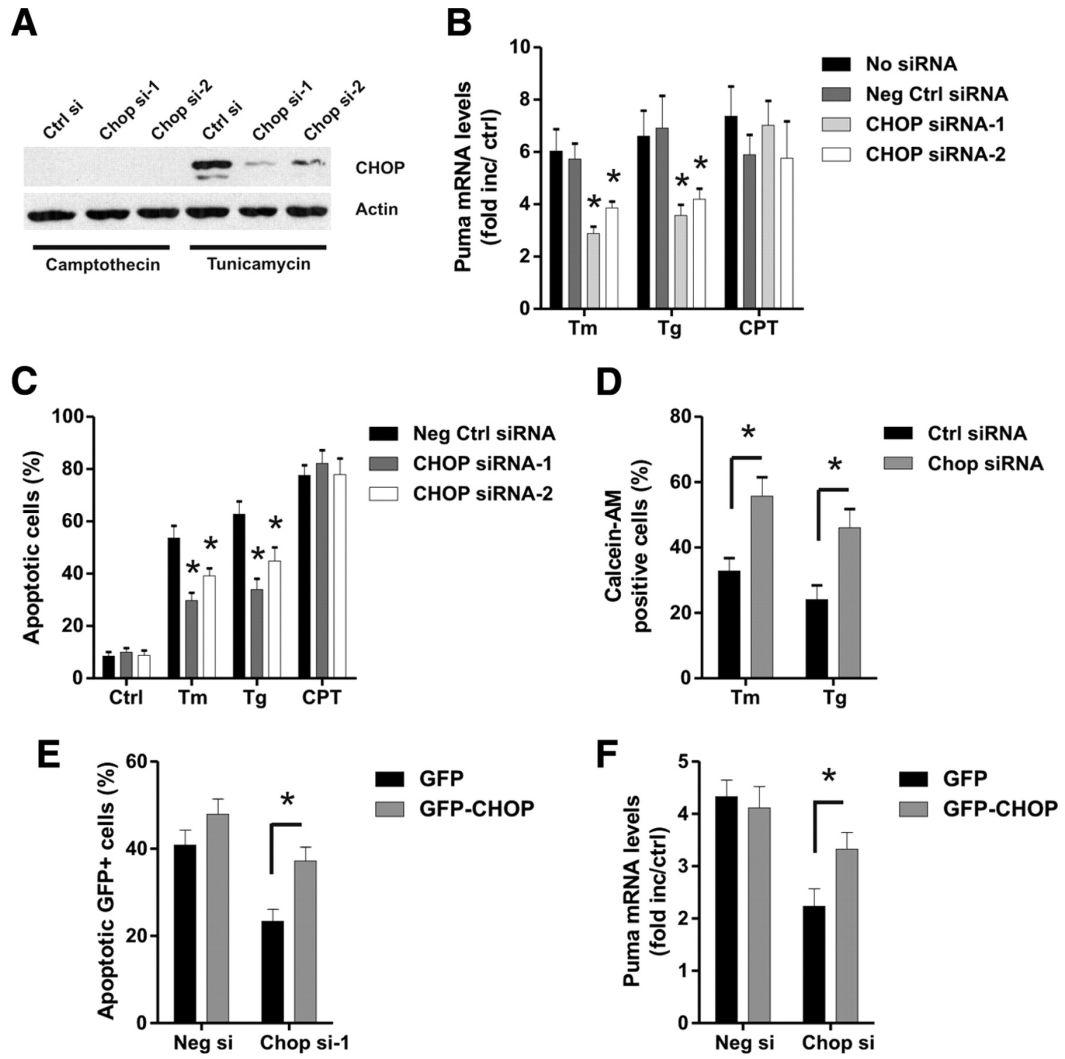 A
Ctrl si
Chop si-1
Chop si-2
Ctrl si
Chop si-1
Chop si-2
CHOP
Actin
Camptothecin
Tunicamycin
B
Puma mRNA levels
(fold inc/ ctrl)
10
8
6
4
2
0
* *
* *
Tm
Tg
CPT
No siRNA
Neg Ctrl siRNA
CHOP siRNA-1
CHOP siRNA-2
C
Apoptotic cells (%)
100
80
60
40
20
0
* *
* *
Ctrl
Tm
Tg
CPT
Neg Ctrl siRNA
CHOP siRNA-1
CHOP siRNA-2
D
Calcein-AM
positive cells (%)
80
60
40
20
0
*
*
Tm
Tg
Ctrl siRNA
Chop siRNA
E
Apoptotic GFP+ cells (%)
60
40
20
0
*
Neg si
Chop si-1
GFP
GFP-CHOP
F
Puma mRNA levels
(fold inc/ctrl)
5
4
3
2
1
0
*
Neg si
Chop si
GFP
GFP-CHOP